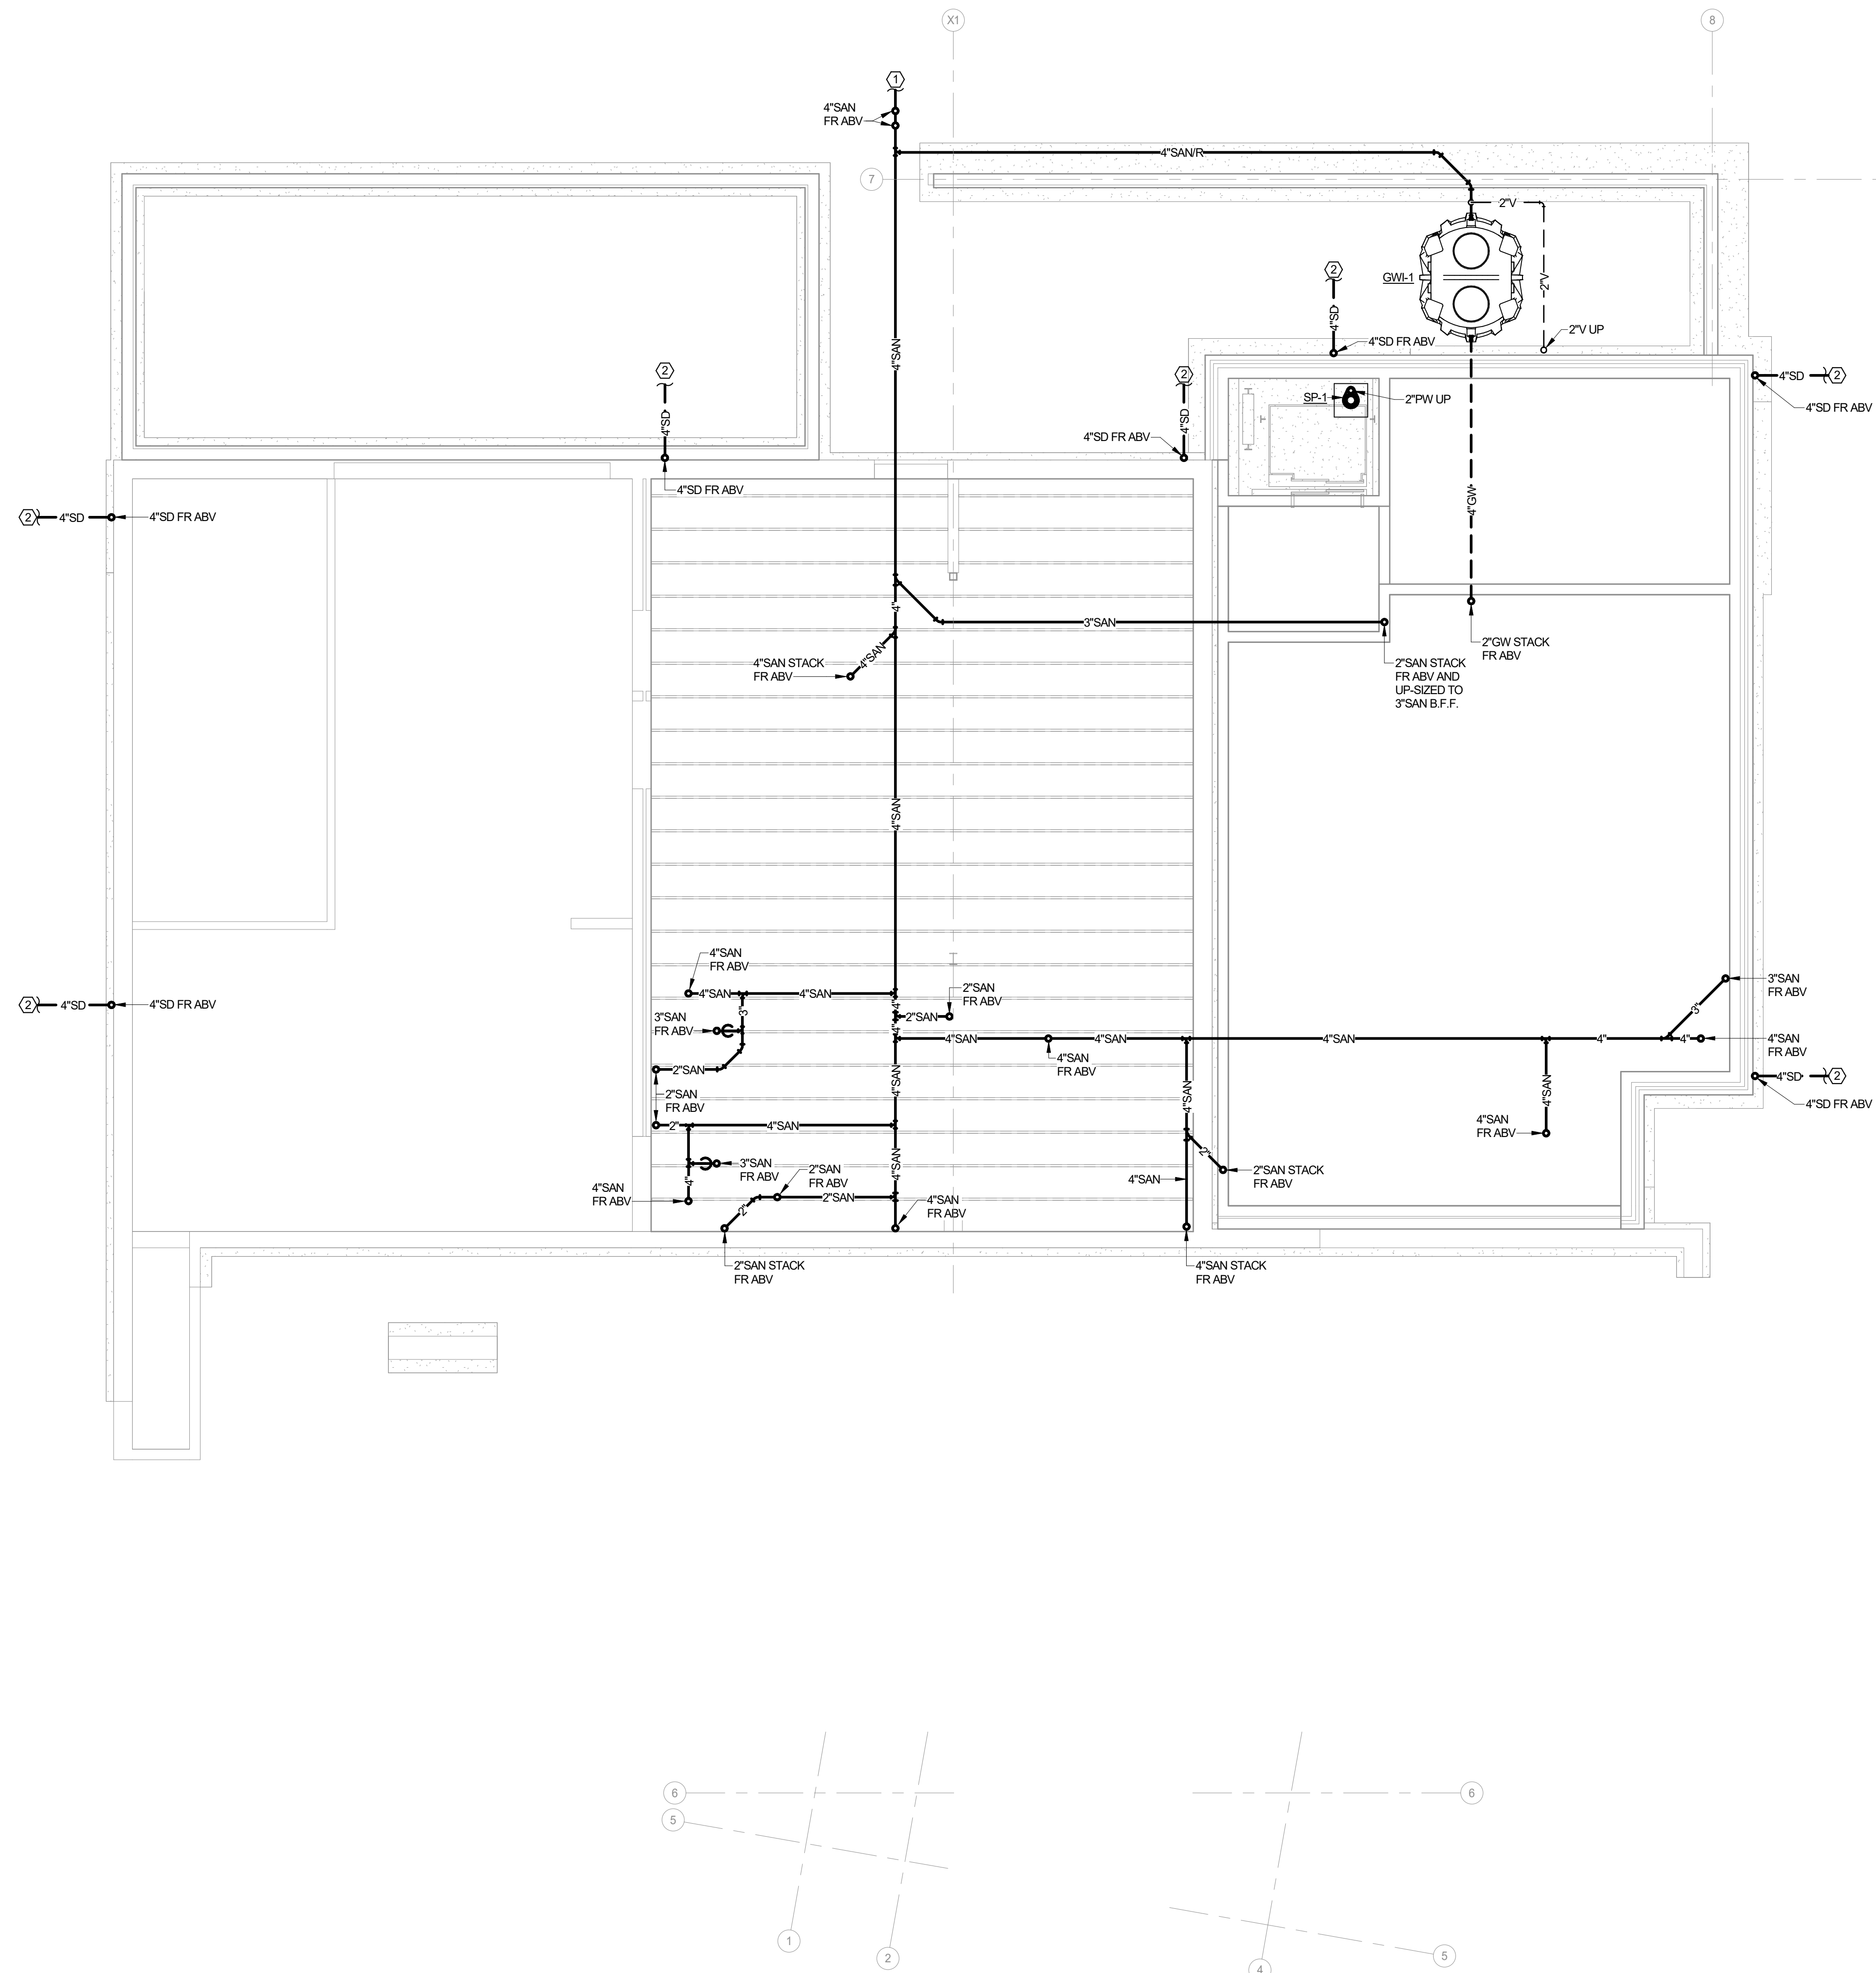 X1
8
1
4"SAN
FR ABV
4"SAN/R
7
2"V
2
GWI-1
2"V
4"SD
4"SAN
2"V UP
4"SD FR ABV
2
2
4"SD
2
SP-1
2"PW UP
4"SD
4"SD
4"SD FR ABV
4"SD FR ABV
4"SD FR ABV
4"GW
2
4"SD
4"SD FR ABV
4"
3"SAN
4"SAN
4"SAN STACK
FR ABV
2"GW STACK
FR ABV
2"SAN STACK
FR ABV AND
UP-SIZED TO
3"SAN B.F.F.
4"SAN
4"SAN
FR ABV
3"SAN
FR ABV
2"SAN
FR ABV
4"SAN
4"SAN
2
4"SD
4"SD FR ABV
4"
3"
3"
2"SAN
3"SAN
FR ABV
4"
4"SAN
4"SAN
4"SAN
4"
4"
4"SAN
FR ABV
4"SAN
FR ABV
2"SAN
4"SD
2
4"SAN
2"SAN
FR ABV
4"SAN
4"SAN
4"SD FR ABV
4"SAN
FR ABV
2"
4"SAN
2"
3"SAN
FR ABV
4"SAN
2"SAN
FR ABV
2"SAN STACK
FR ABV
4"SAN
4"
4"SAN
FR ABV
2"SAN
4"SAN
FR ABV
2"
2"SAN STACK
FR ABV
4"SAN STACK
FR ABV
6
6
5
1
2
5
4